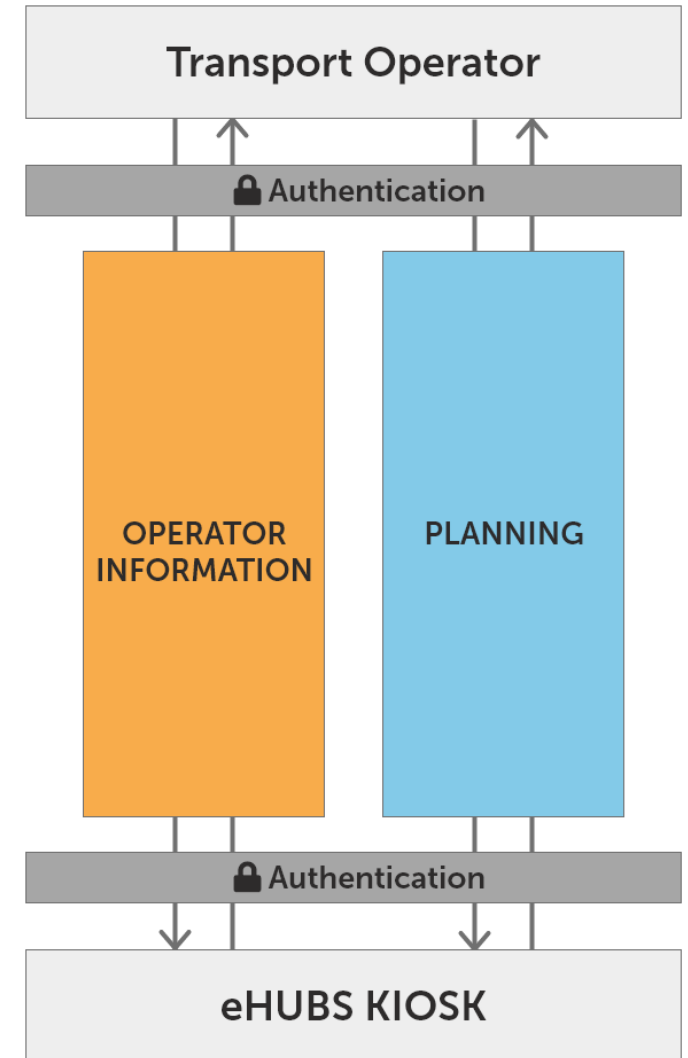 Transport Operator
Authentication
OPERATOR
INFORMATION
PLANNING
Authentication
eHUBS KIOSK